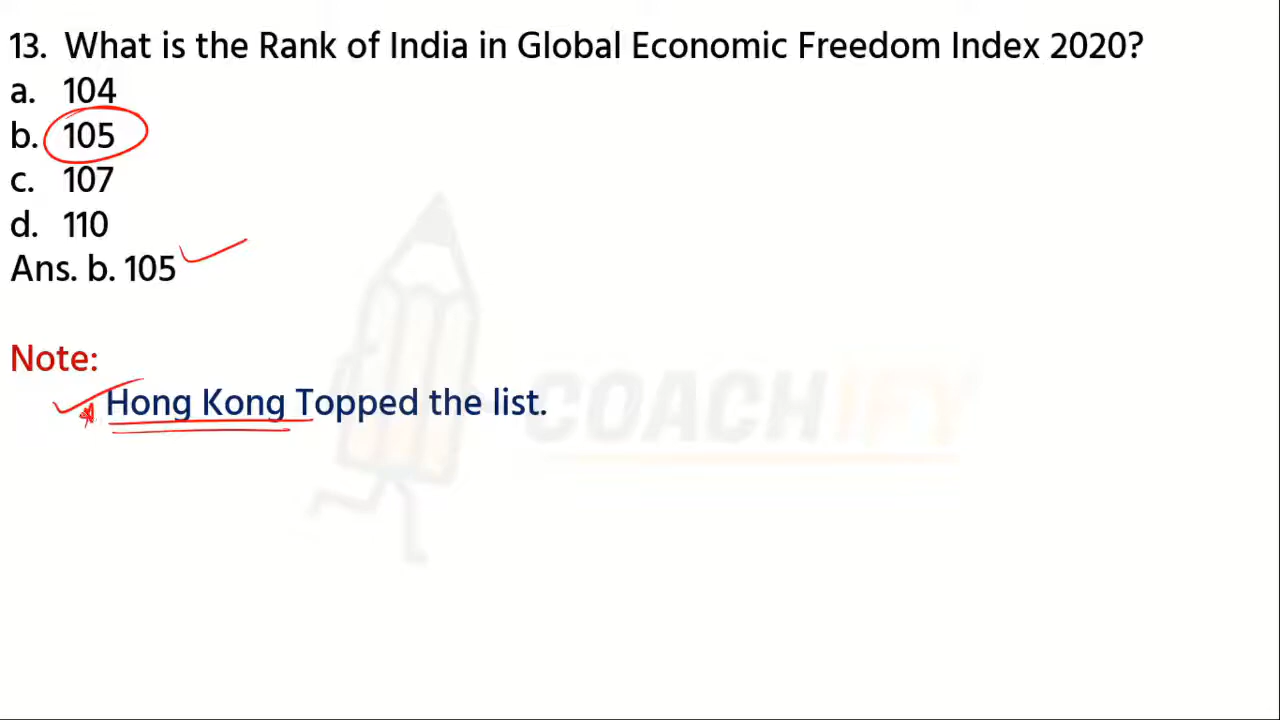 13. What is the Rank of India in Global Economic Freedom Index 2020?
a. 104
b. 105
c. 107
d. 110
Ans. b. 105
Note:
Hong Kong Topped the list.
COACHIFY